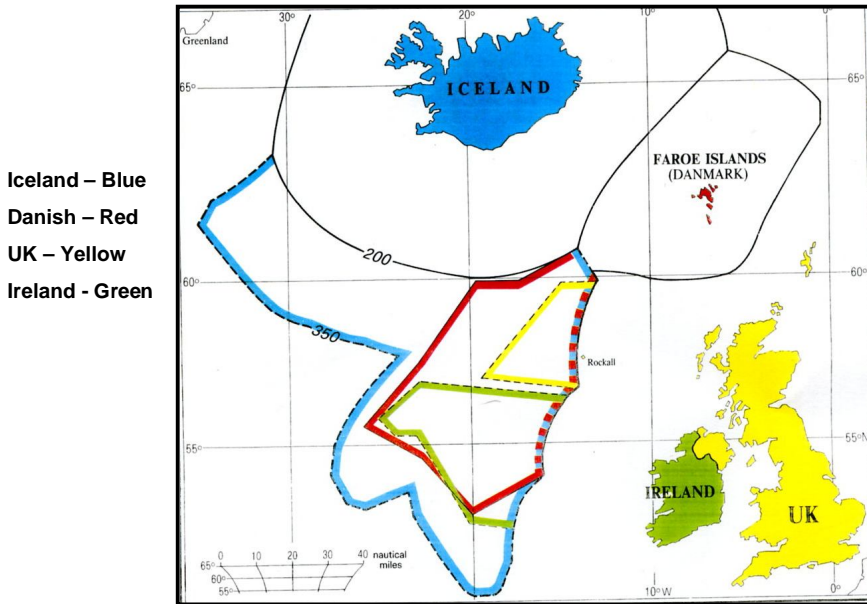 Iceland – Blue
Danish – Red
UK – Yellow
Ireland - Green
30°
20°
10°
0°
Greenland
65°
65°
ICELAND
FAROE ISLANDS
(DANMARK)
200
60°
60°
350
Rockall
55°
55°N
IRELAND
UK
0 10 20 30 40 nautical
miles
65°
60°
55°
10°W
0°